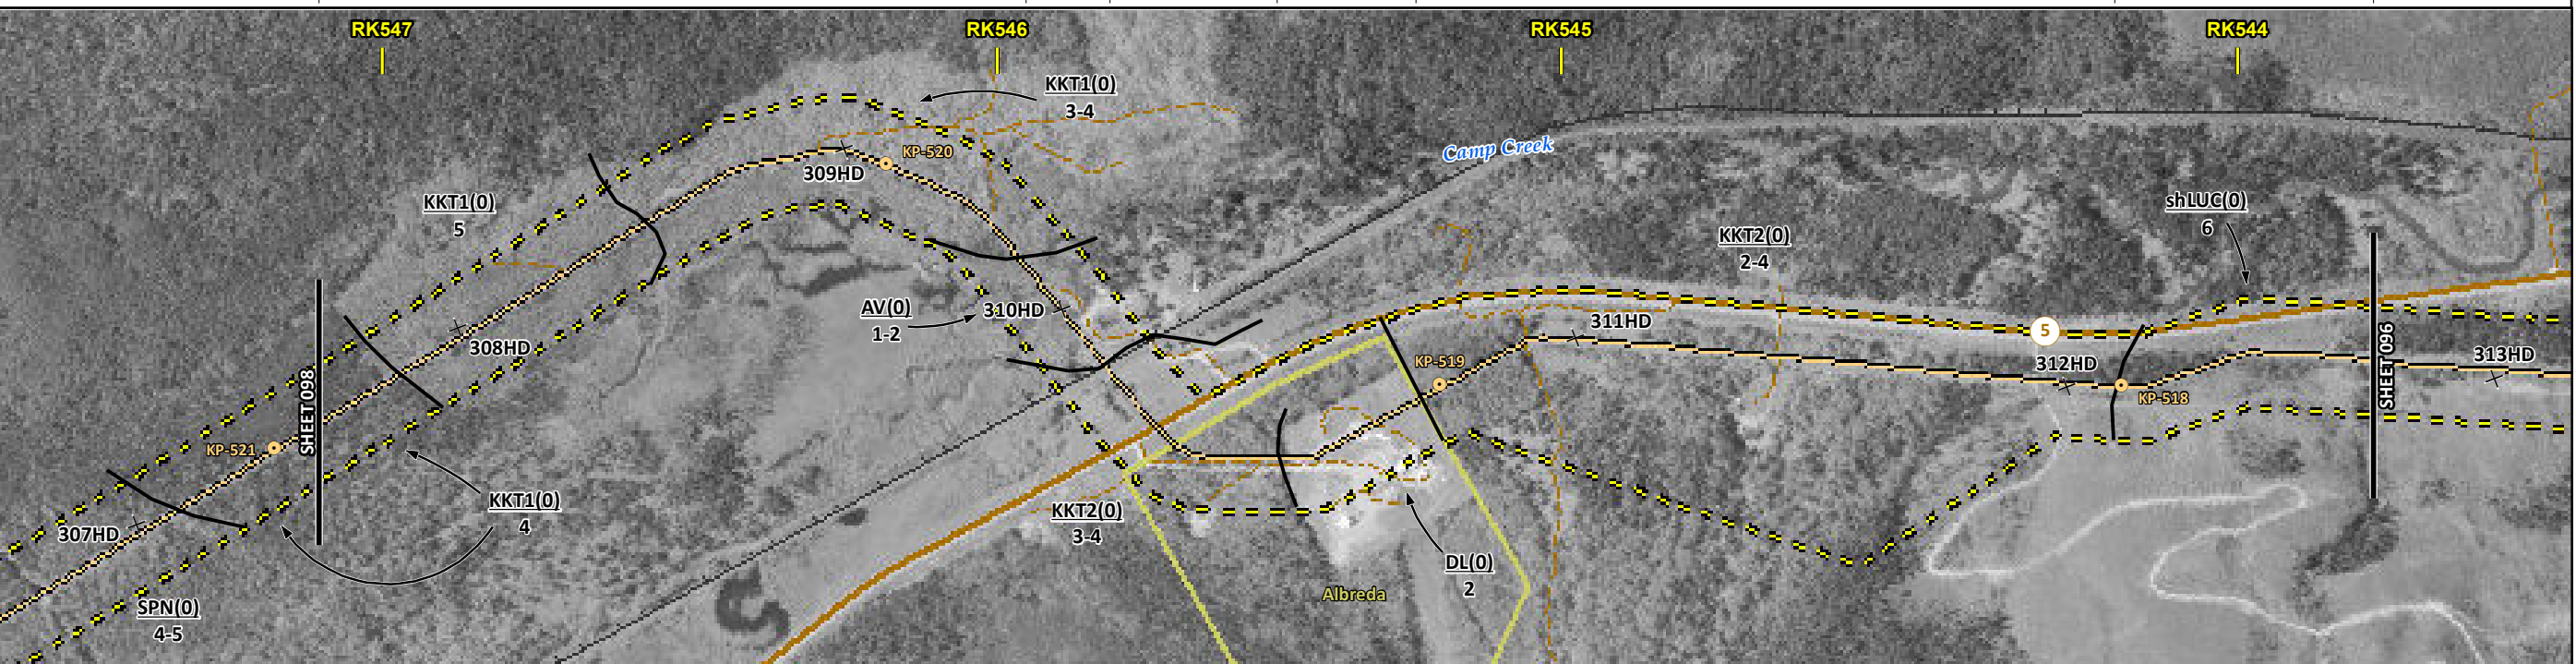 RK547
RK546
RK545
RK544
KKT1(0)
3-4
KP-520
309HD
Camp Creek
KKT1(0)
5
shLUC(0)
6
KKT2(0)
2-4
AV(0)
1-2
310HD
311HD
5
308HD
312HD
313HD
KP-519
KP-518
SHEET 098
SHEET 096
KP-521
KKT1(0)
4
KKT2(0)
3-4
307HD
DL(0)
2
Albreda
SPN(0)
4-5